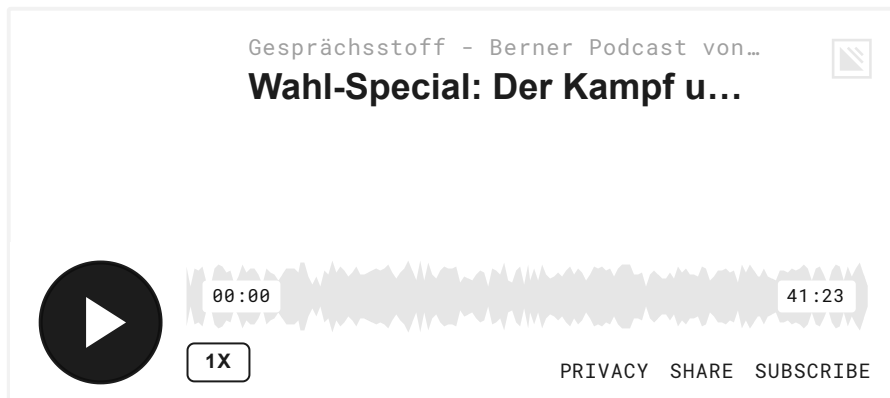 Gesprächsstoff – Berner Podcast von…
Wahl-Special: Der Kampf u…
00:00
41:23
1X
PRIVACY SHARE SUBSCRIBE